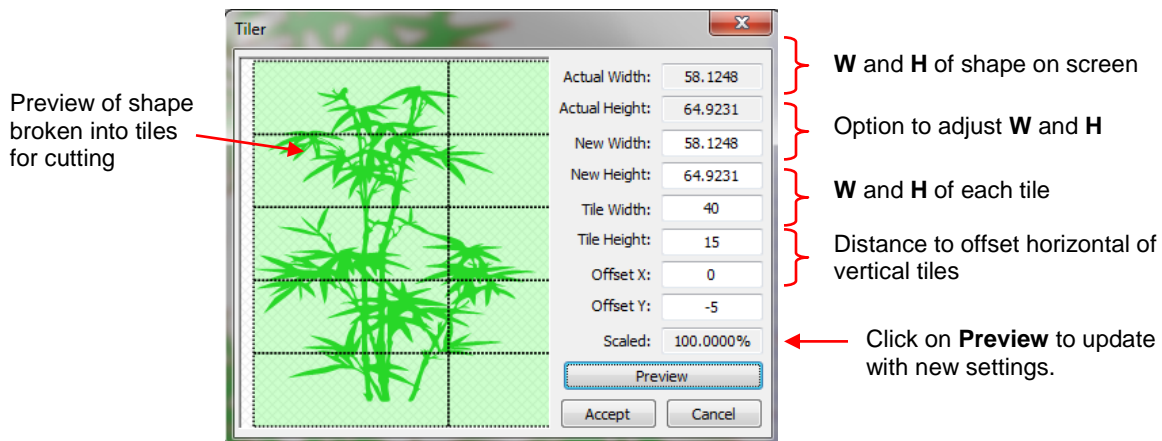 Tiler
Preview of shape
broken into tiles
for cutting
Actual Width: 58.1248
Actual Height: 64.9231
New Width: 58.1248
New Height: 64.9231
Tile Width: 40
Tile Height: 15
Offset X: 0
Offset Y: -5
Scaled: 100.0000%
Preview
Accept Cancel
W and H of shape on screen
Option to adjust W and H
W and H of each tile
Distance to offset horizontal of
vertical tiles
Click on Preview to update
with new settings.